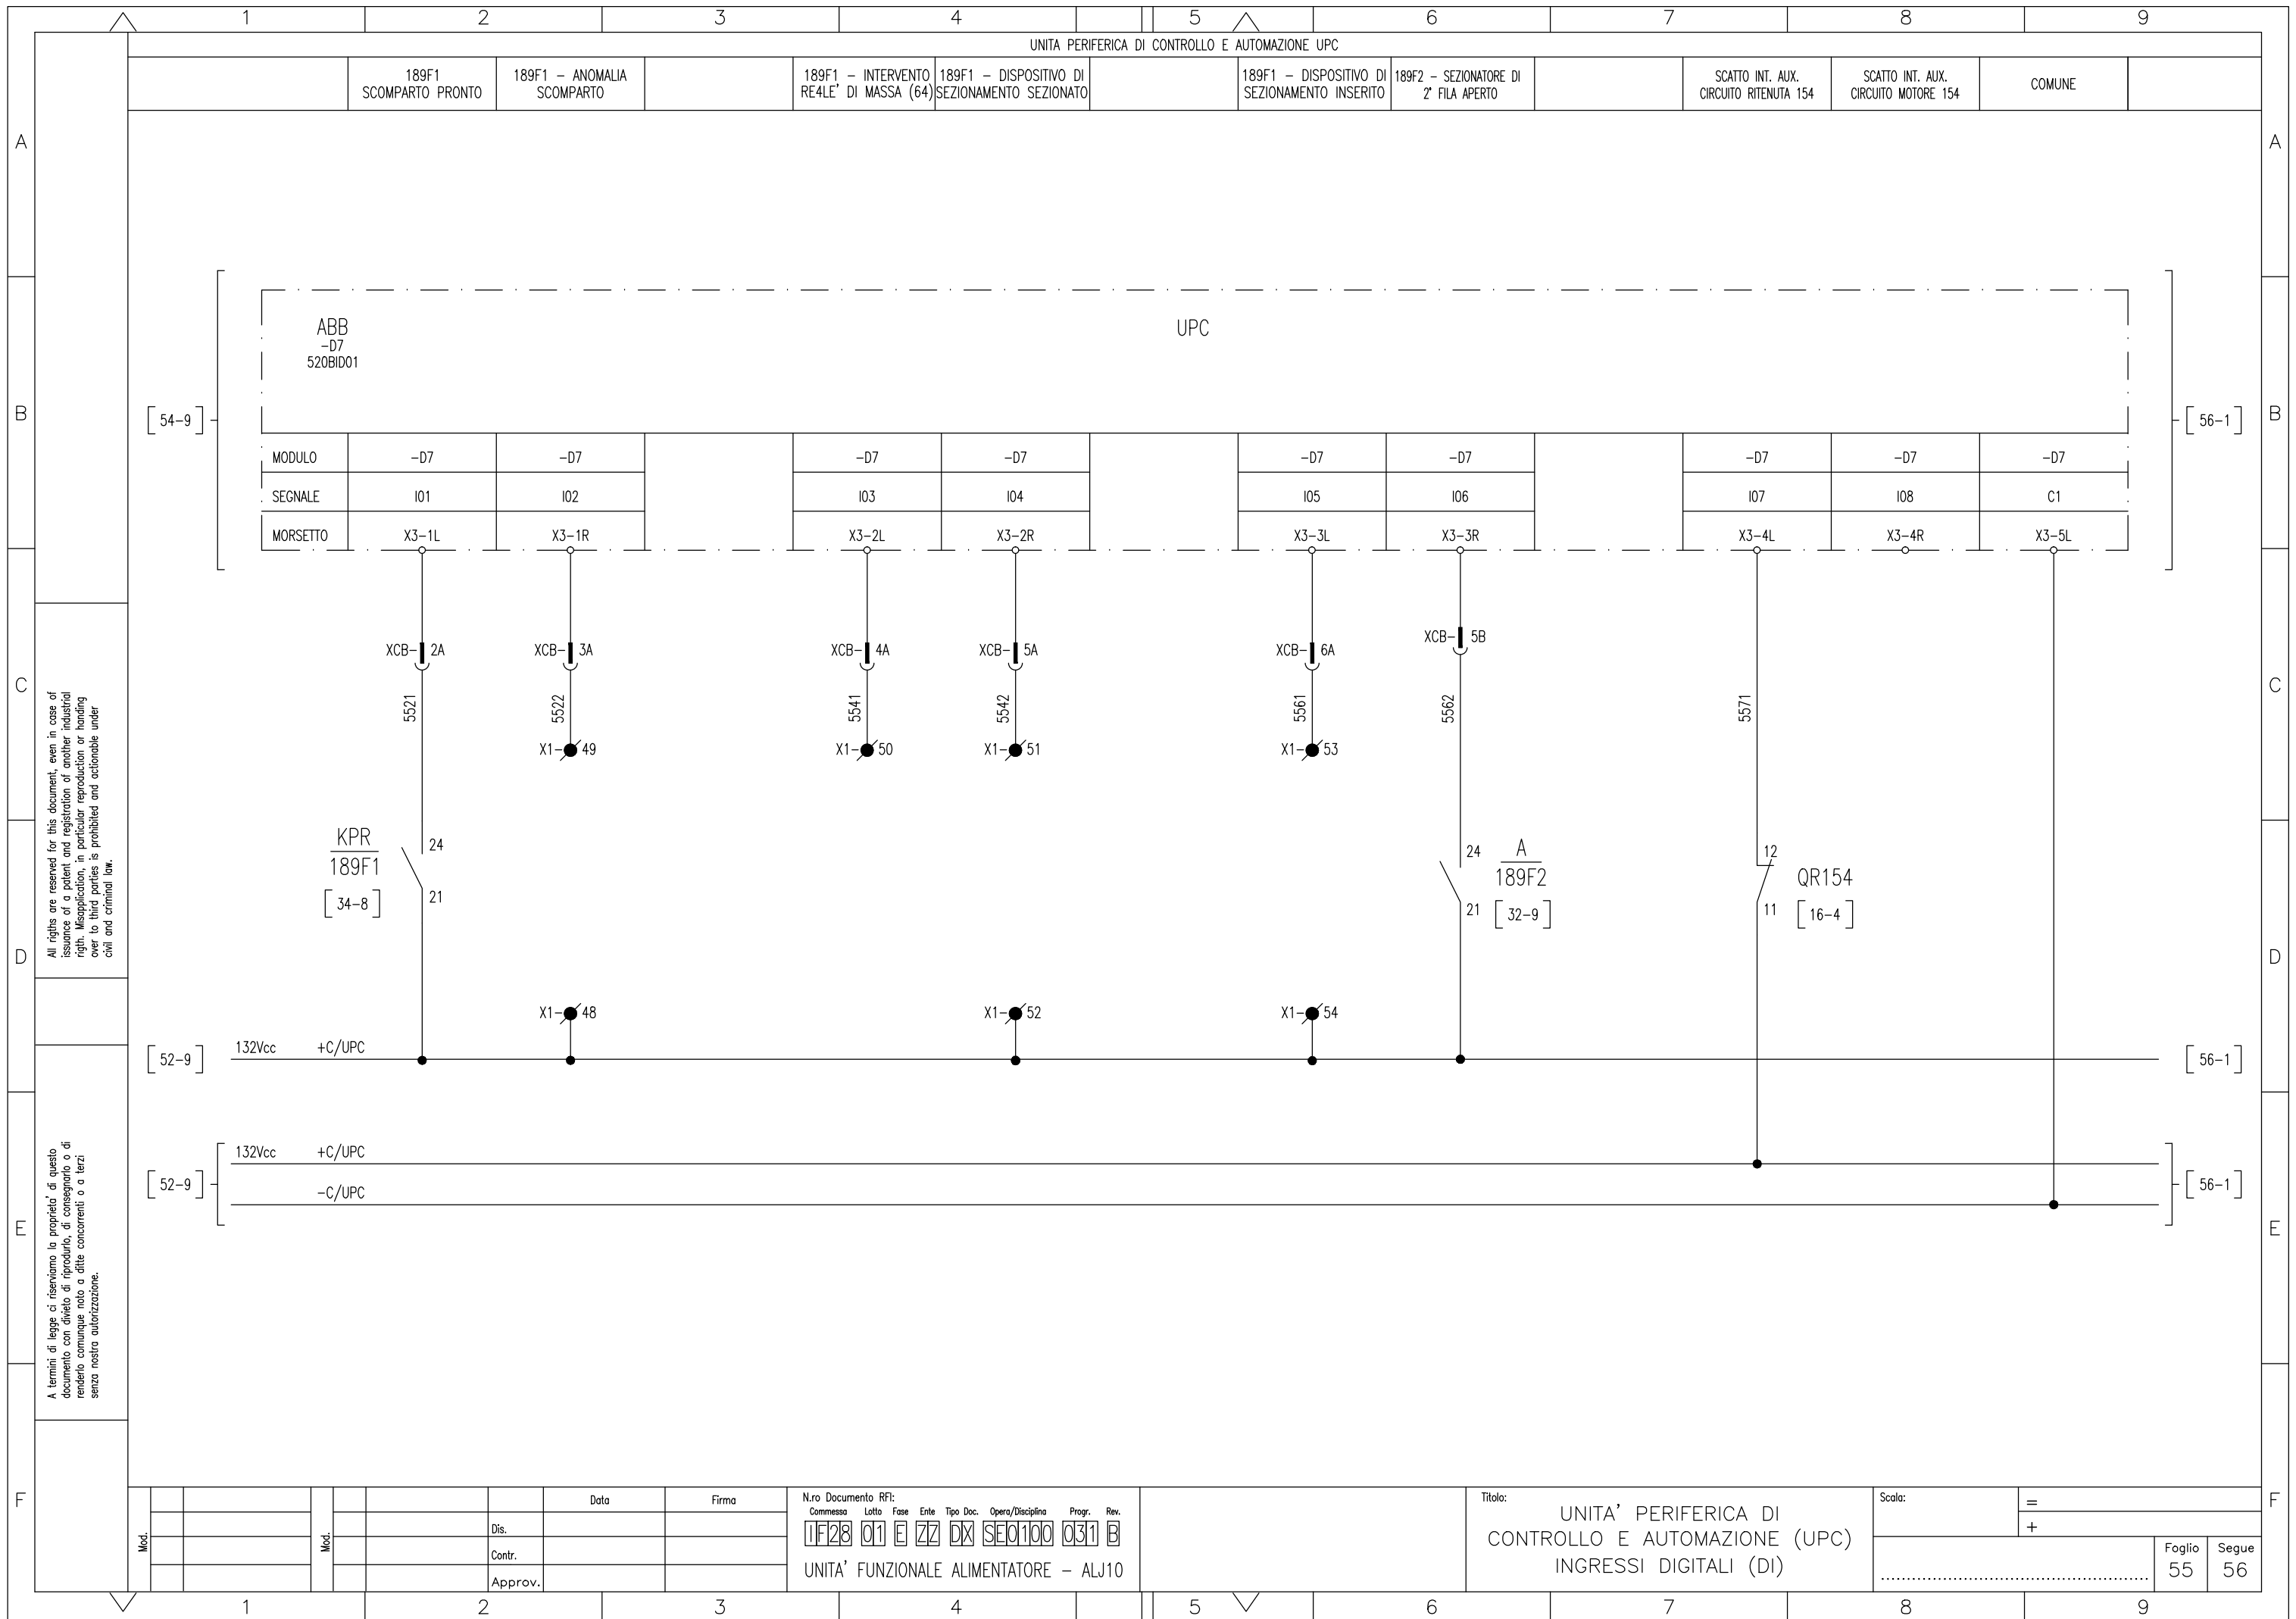 1 2 3 4 5 6 7 8 9
UNITA PERIFERICA DI CONTROLLO E AUTOMAZIONE UPC
189F1
SCOMPARTO PRONTO
189F1 - ANOMALIA
SCOMPARTO
189F1 - INTERVENTO
RE4LE' DI MASSA (64)
189F1 - DISPOSITIVO DI
SEZIONAMENTO SEZIONATO
189F1 - DISPOSITIVO DI
SEZIONAMENTO INSERITO
189F2 - SEZIONATORE DI
2° FILA APERTO
SCATTO INT. AUX.
CIRCUITO RITENUTA 154
SCATTO INT. AUX.
CIRCUITO MOTORE 154
COMUNE
A A
ABB
-D7
520BID01
UPC
B B
54-9 56-1
MODULO -D7 -D7 -D7 -D7 -D7 -D7 -D7 -D7 -D7
SEGNALE I01 I02 I03 I04 I05 I06 I07 I08 C1
MORSETTO X3-1L X3-1R X3-2L X3-2R X3-3L X3-3R X3-4L X3-4R X3-5L
XCB- 2A XCB- 3A XCB- 4A XCB- 5A XCB- 6A XCB- 5B
C C
5521 5522 5541 5542 5561 5562 5571
X1- 49 X1- 50 X1- 51 X1- 53
KPR
189F1
34-8
24
21
24
21
A
189F2
32-9
12
11
QR154
16-4
D D
X1- 48 X1- 52 X1- 54
52-9 132Vcc +C/UPC 56-1
132Vcc +C/UPC
52-9 56-1
-C/UPC
E E
All rigths are reserved for this document, even in case of
issuance of a patent and registration of another industrial
rigth. Misapplication, in particular reproduction or handing
over to third parties is prohibited and actionable under
civil and criminal law.
A termini di legge ci riserviamo la proprieta' di questo
documento con divieto di riprodurlo, di consegnarlo o di
renderlo comunque noto a ditte concorrenti o a terzi
senza nostra autorizzazione.
F F
Mod. Mod.
Data Firma
Dis.
Contr.
Approv.
N.ro Documento RFI:
Commessa Lotto Fase Ente Tipo Doc. Opera/Disciplina Progr. Rev.
IF28 01 E ZZ DX SE0100 031 B
UNITA' FUNZIONALE ALIMENTATORE - ALJ10
Titolo:
UNITA' PERIFERICA DI
CONTROLLO E AUTOMAZIONE (UPC)
INGRESSI DIGITALI (DI)
Scala:
=
+
Foglio
55
Segue
56
1 2 3 4 5 6 7 8 9